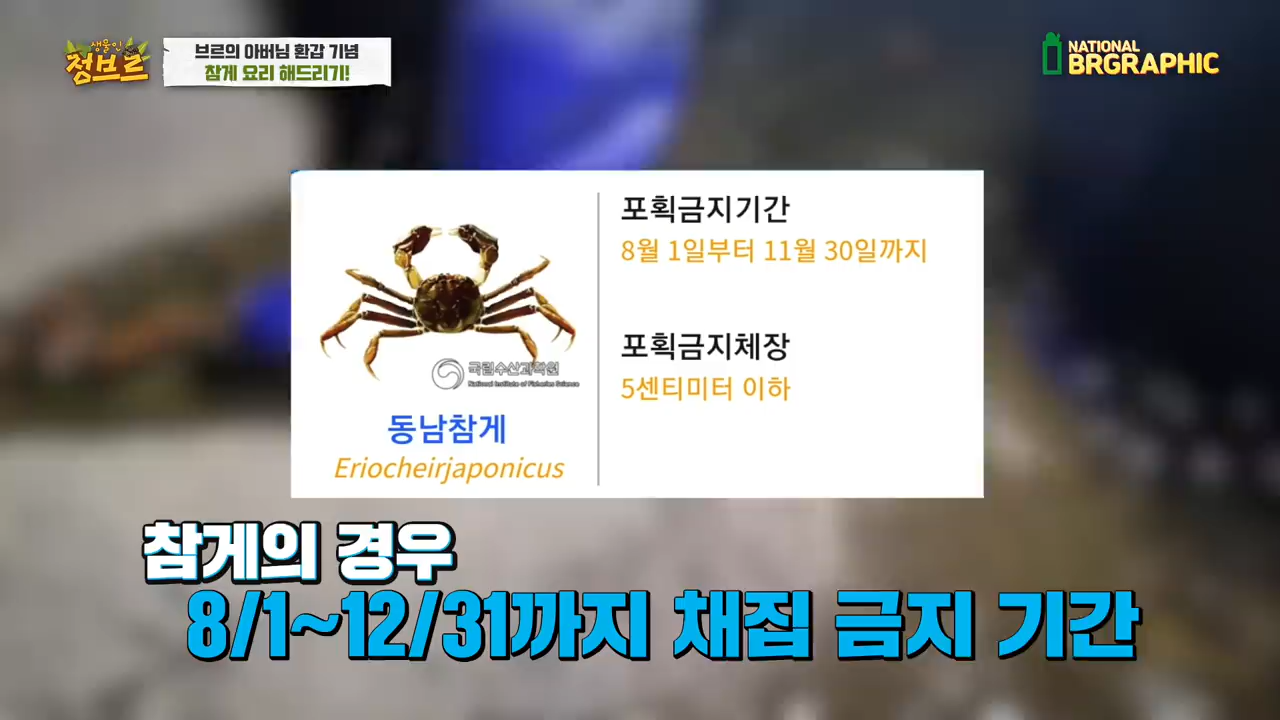 생물인
정브르
브르의 아버님 환갑 기념
참게 요리 해드리기!
NATIONAL
BRGRAPHIC
포획금지기간
8월 1일부터 11월 30일까지
포획금지체장
5센티미터 이하
국립수산과학원
National Institute of Fisheries Science
동남참게
Eriocheirjaponicus
참게의 경우
8/1~12/31까지 채집 금지 기간